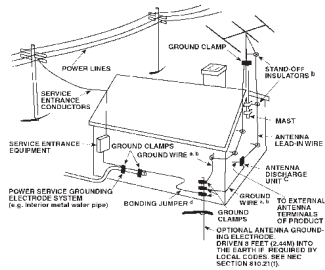 GROUND CLAMP
POWER LINES
STAND-OFF
INSULATORS b
SERVICE
ENTRANCE
CONDUCTORS
MAST
ANTENNA
LEAD-IN WIRE
SERVICE ENTRANCE
EQUIPMENT
GROUND CLAMPS
GROUND WIRE a, b
ANTENNA
DISCHARGE
UNIT c
POWER SERVICE GROUNDING
ELECTRODE SYSTEM
(e.g. interior metal water pipe)
BONDING JUMPER d
GROUND
WIRE a, b
GROUND
CLAMPS
TO EXTERNAL
ANTENNA
TERMINALS
OF PRODUCT
OPTIONAL ANTENNA GROUND-
ING ELECTRODE.
DRIVEN 8 FEET (2.44M) INTO
THE EARTH IF REQUIRED BY
LOCAL CODES. SEE NEC
SECTION 810.21(f).